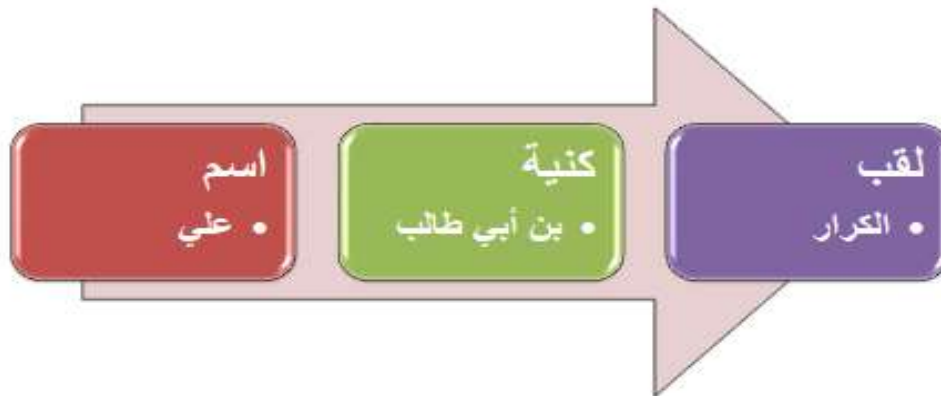 اسم
• علي
كنية
• بن أبي طالب
لقب
• الكرار